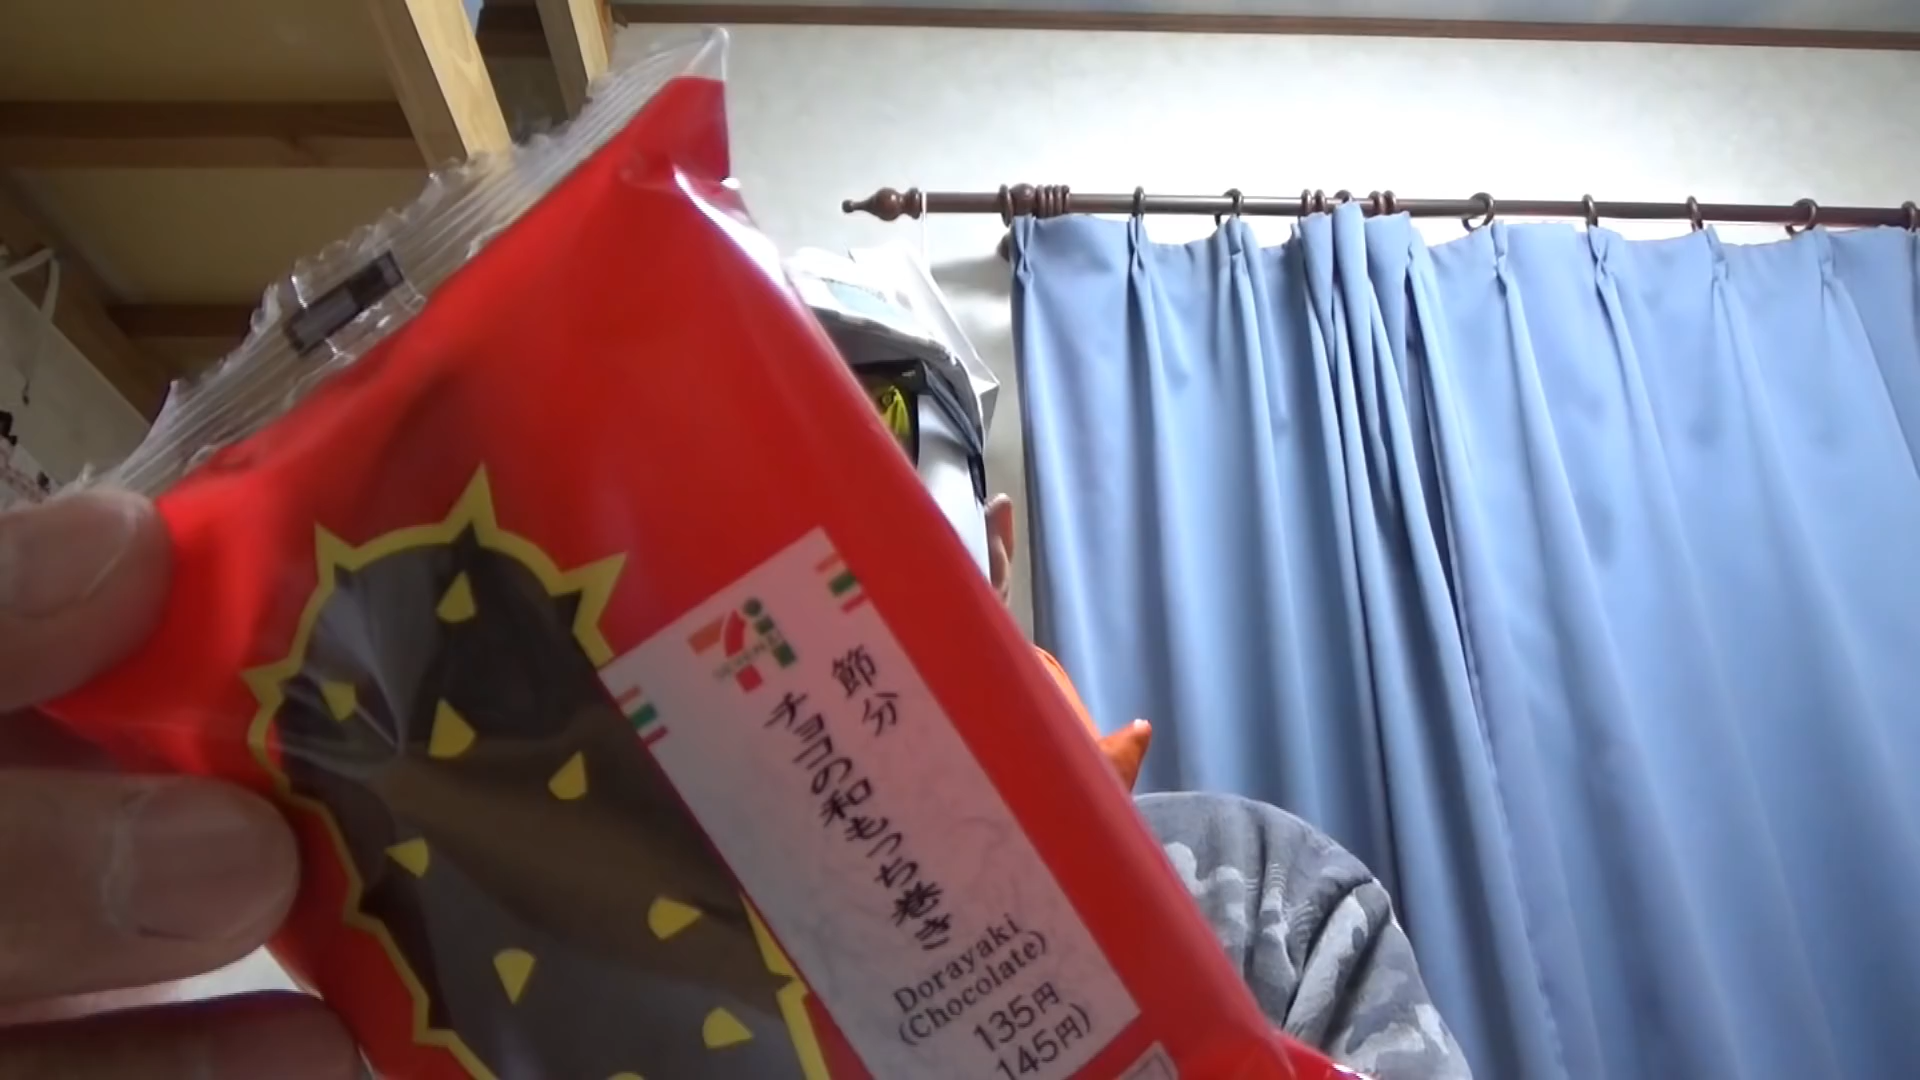 節分
チョコの和もっち巻き
Dorayaki
(Chocolate)
135円
145円)